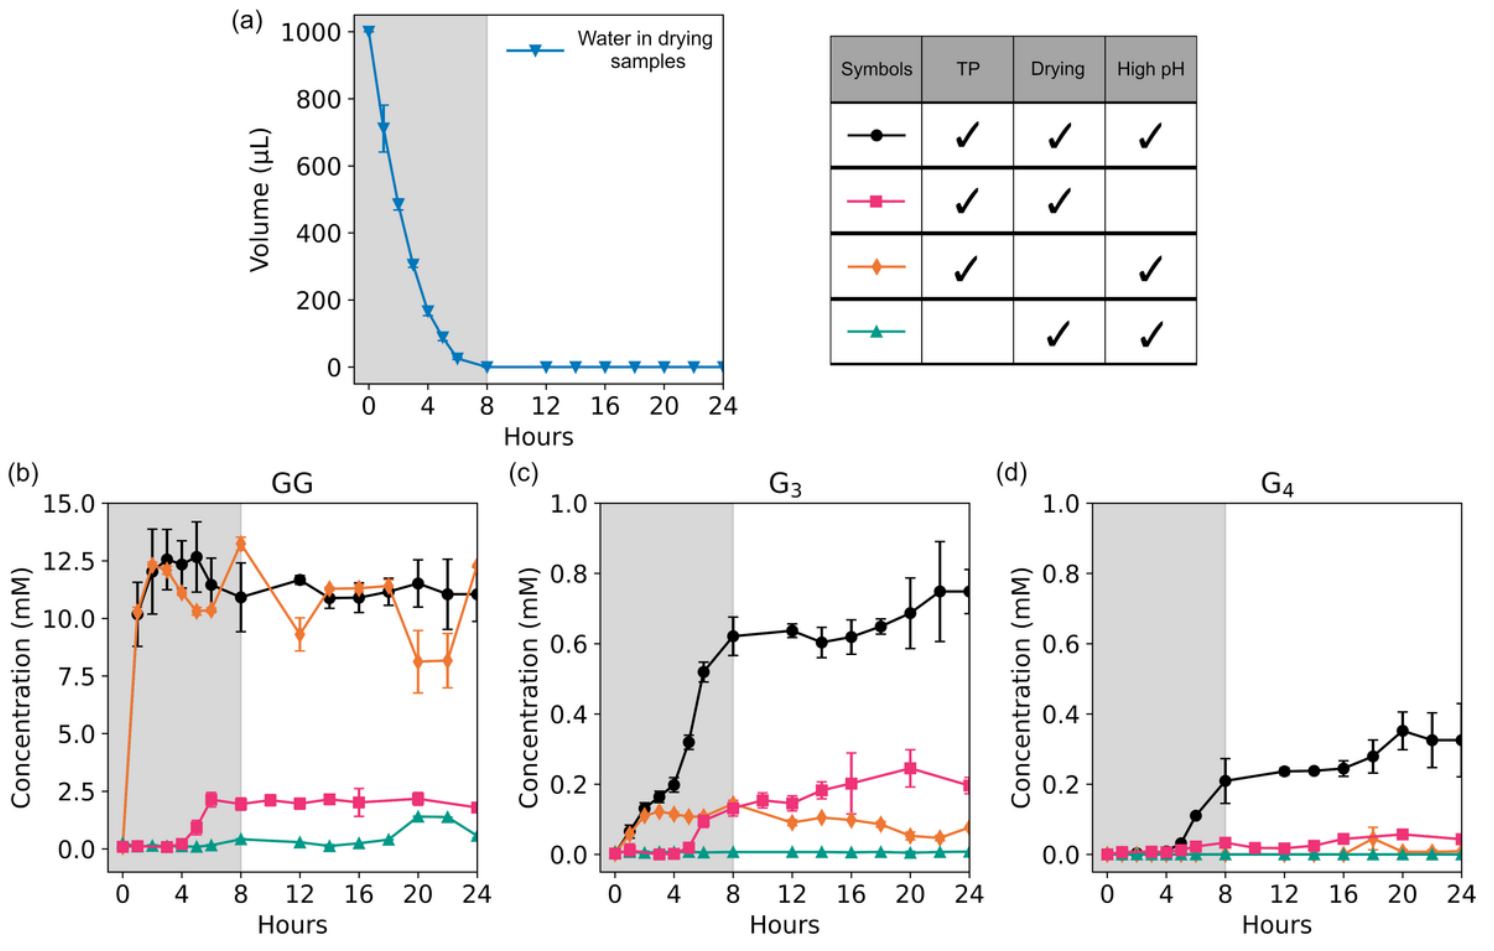 (a)
1000
800
600
400
200
0
Volume (µL)
Water in drying
samples
0 4 8 12 16 20 24
Hours
Symbols TP Drying High pH
✓ ✓ ✓
✓ ✓
✓ ✓
✓ ✓
(b)
GG
15.0
12.5
10.0
7.5
5.0
2.5
0.0
Concentration (mM)
0 4 8 12 16 20 24
Hours
(c)
G₃
1.0
0.8
0.6
0.4
0.2
0.0
Concentration (mM)
0 4 8 12 16 20 24
Hours
(d)
G₄
1.0
0.8
0.6
0.4
0.2
0.0
Concentration (mM)
0 4 8 12 16 20 24
Hours